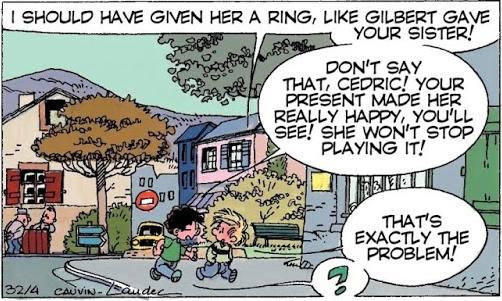 I SHOULD HAVE GIVEN HER A RING, LIKE GILBERT GAVE
YOUR SISTER!
DON'T SAY
THAT, CEDRIC! YOUR
PRESENT MADE HER
REALLY HAPPY, YOU'LL
SEE! SHE WON'T STOP
PLAYING IT!
THAT'S
EXACTLY THE
PROBLEM!
?
32/4 CAUVIN- Laudec